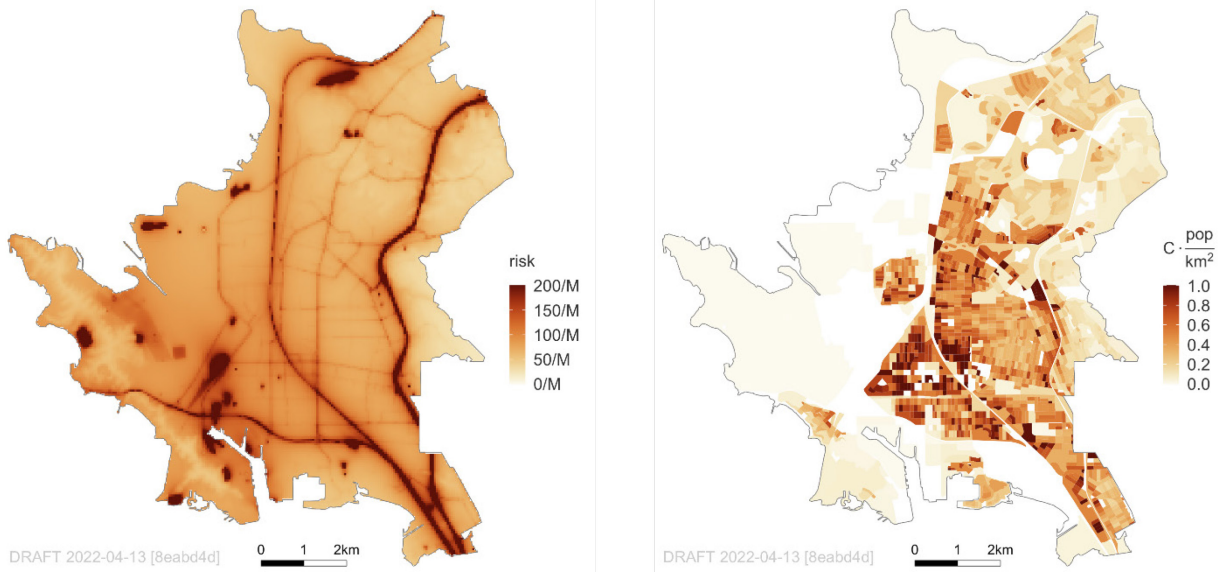 risk
200/M
150/M
100/M
50/M
0/M
DRAFT 2022-04-13 [8eabd4d]
0 1 2km
C · pop
km²
1.0
0.8
0.6
0.4
0.2
0.0
DRAFT 2022-04-13 [8eabd4d]
0 1 2km